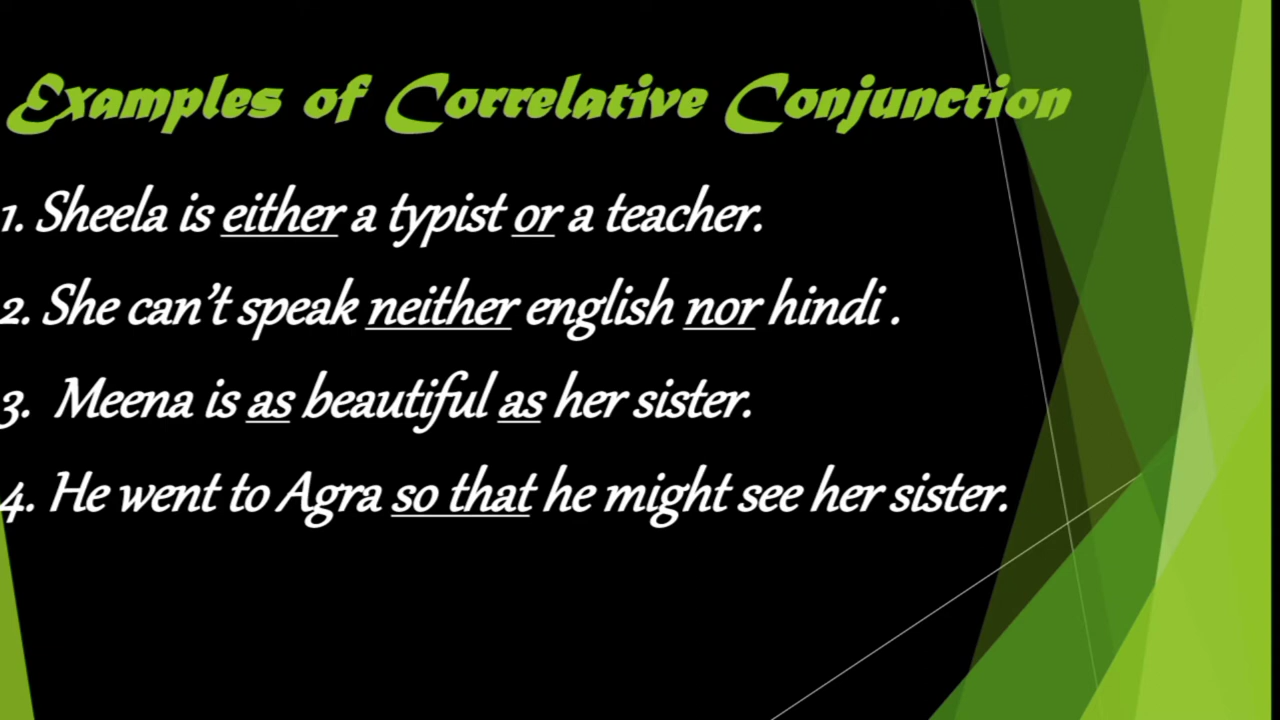 Examples of Correlative Conjunction
1. Sheela is either a typist or a teacher.
2. She can’t speak neither english nor hindi .
3. Meena is as beautiful as her sister.
4. He went to Agra so that he might see her sister.